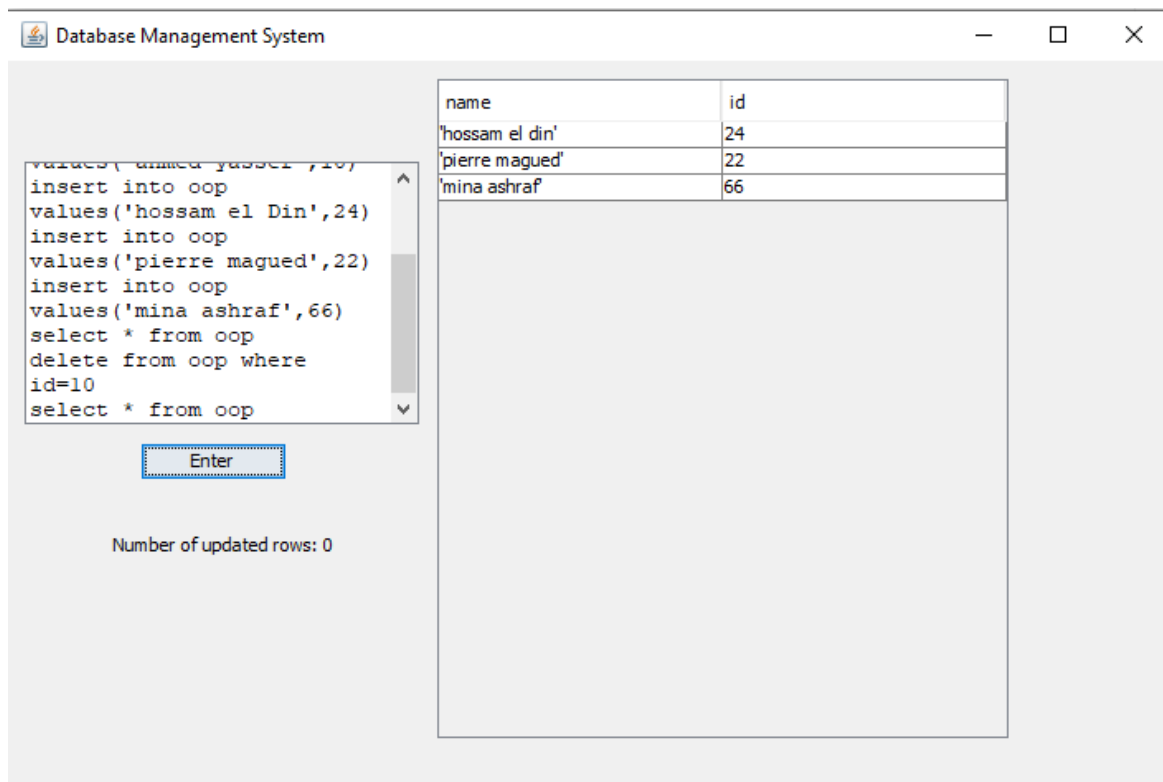 Database Management System
insert into oop
values('hossam el Din',24)
insert into oop
values('pierre magued',22)
insert into oop
values('mina ashraf',66)
select * from oop
delete from oop where
id=10
select * from oop
Enter
Number of updated rows: 0
name id
'hossam el din' 24
'pierre magued' 22
'mina ashraf' 66